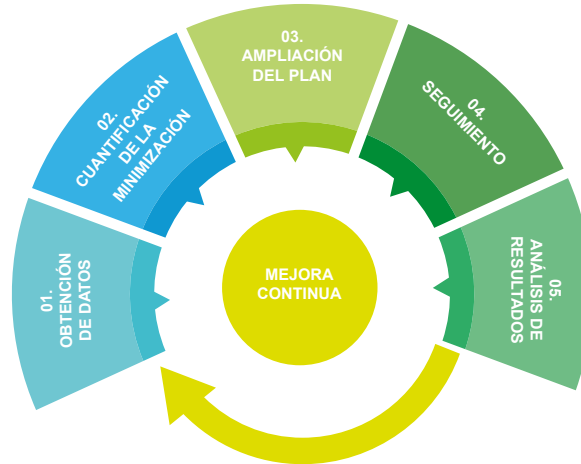 01.
OBTENCIÓN
DE DATOS
02.
CUANTIFICACIÓN
DE LA
MINIMIZACIÓN
03.
AMPLIACIÓN
DEL PLAN
04.
SEGUIMIENTO
05.
ANÁLISIS DE
RESULTADOS
MEJORA
CONTINUA